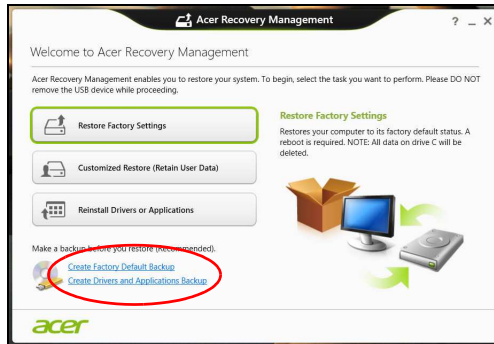 Acer Recovery Management
? _ X
Welcome to Acer Recovery Management
Acer Recovery Management enables you to restore your system. To begin, select the task you want to perform. Please DO NOT
remove the USB device while proceeding.
Restore Factory Settings
Customized Restore (Retain User Data)
Reinstall Drivers or Applications
Restore Factory Settings
Restores your computer to its factory default status. A
reboot is required. NOTE: All data on drive C will be
deleted.
Make a backup before you restore (Recommended).
Create Factory Default Backup
Create Drivers and Applications Backup
acer